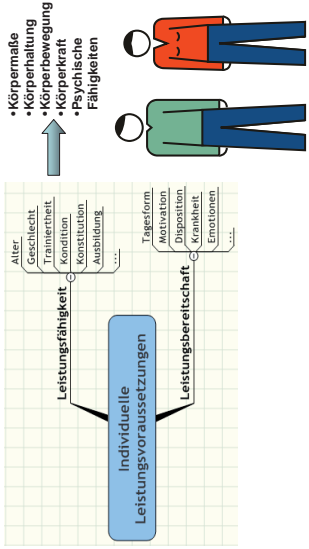 Individuelle
Leistungsvoraussetzungen
Leistungsfähigkeit
Alter
Geschlecht
Trainiertheit
Kondition
Konstitution
Ausbildung
...
Leistungsbereitschaft
Tagesform
Motivation
Disposition
Krankheit
Emotionen
...
•Körpermaße
•Körperhaltung
•Körperbewegung
•Körperkraft
•Psychische
Fähigkeiten